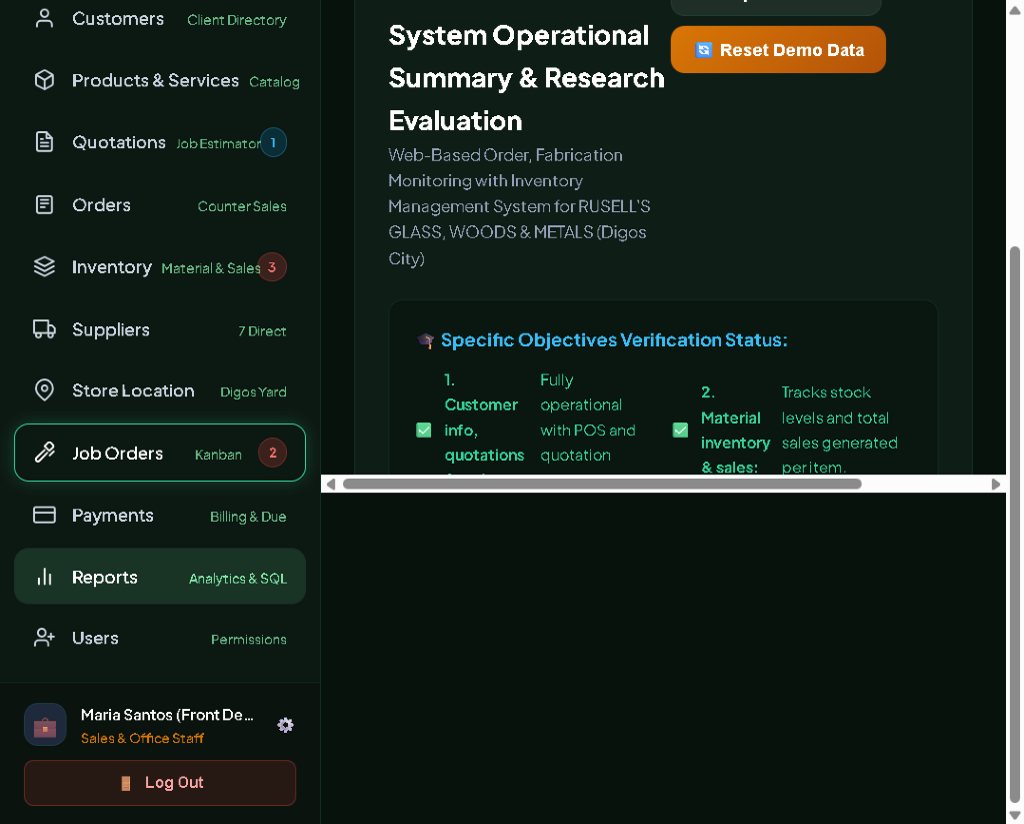 Customers Client Directory
Products & Services Catalog
Quotations Job Estimator 1
Orders Counter Sales
Inventory Material & Sales 3
Suppliers 7 Direct
Store Location Digos Yard
Job Orders Kanban 2
Payments Billing & Due
Reports Analytics & SQL
Users Permissions
Maria Santos (Front De...
Sales & Office Staff
Log Out
System Operational
Summary & Research
Evaluation
Reset Demo Data
Web-Based Order, Fabrication
Monitoring with Inventory
Management System for RUSELL'S
GLASS, WOODS & METALS (Digos
City)
Specific Objectives Verification Status:
1.
Customer
info,
quotations
Fully
operational
with POS and
quotation
2.
Material
inventory
& sales:
Tracks stock
levels and total
sales generated
per item.